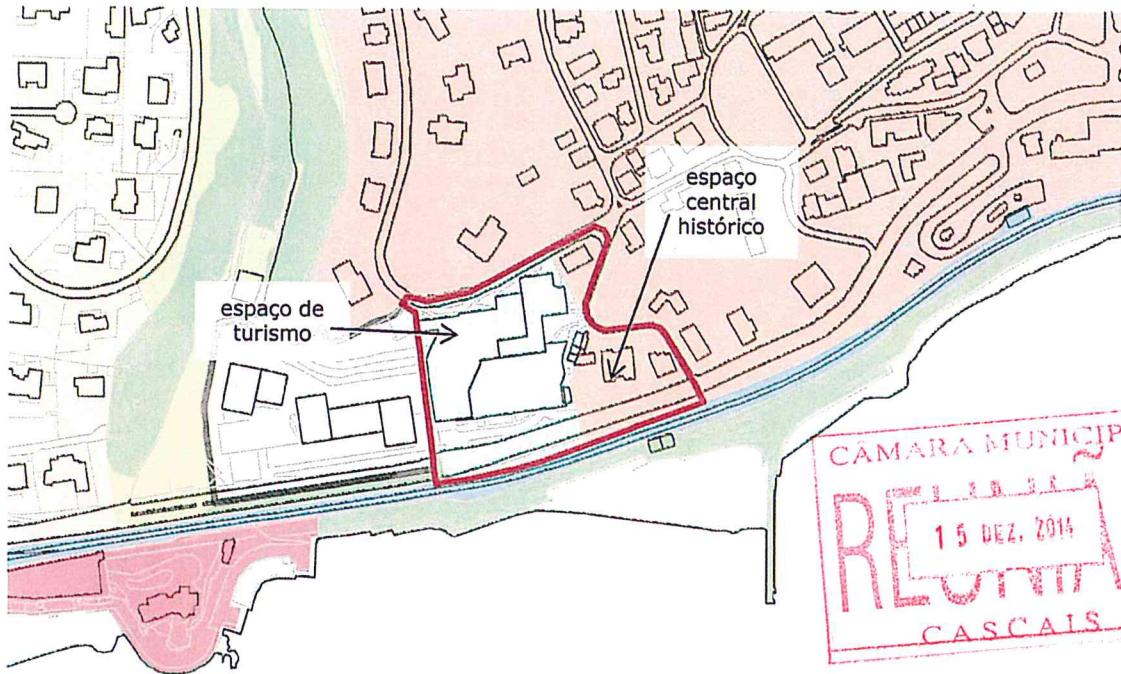 espaço
central
histórico
espaço de
turismo
CÂMARA MUNICIP
15 DEZ. 2014
CASCAIS